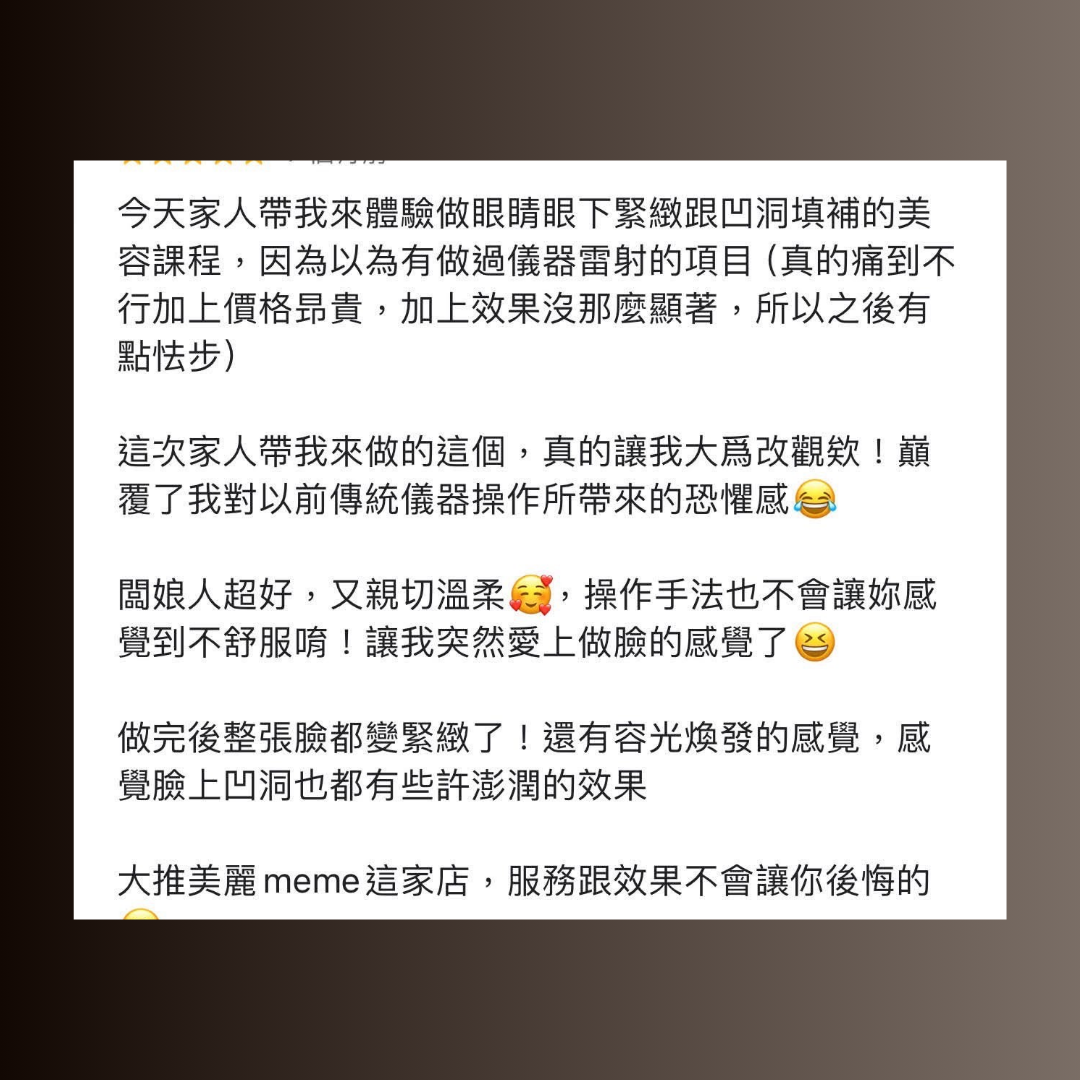 今天家人帶我來體驗做眼睛眼下緊緻跟凹洞填補的美
容課程，因為以為有做過儀器雷射的項目（真的痛到不
行加上價格昂貴，加上效果沒那麼顯著，所以之後有
點怯步）
這次家人帶我來做的這個，真的讓我大爲改觀欸！巔
覆了我對以前傳統儀器操作所帶來的恐懼感😂
闆娘人超好，又親切溫柔🥰，操作手法也不會讓妳感
覺到不舒服唷！讓我突然愛上做臉的感覺了😆
做完後整張臉都變緊緻了！還有容光煥發的感覺，感
覺臉上凹洞也都有些許澎潤的效果
大推美麗meme這家店，服務跟效果不會讓你後悔的